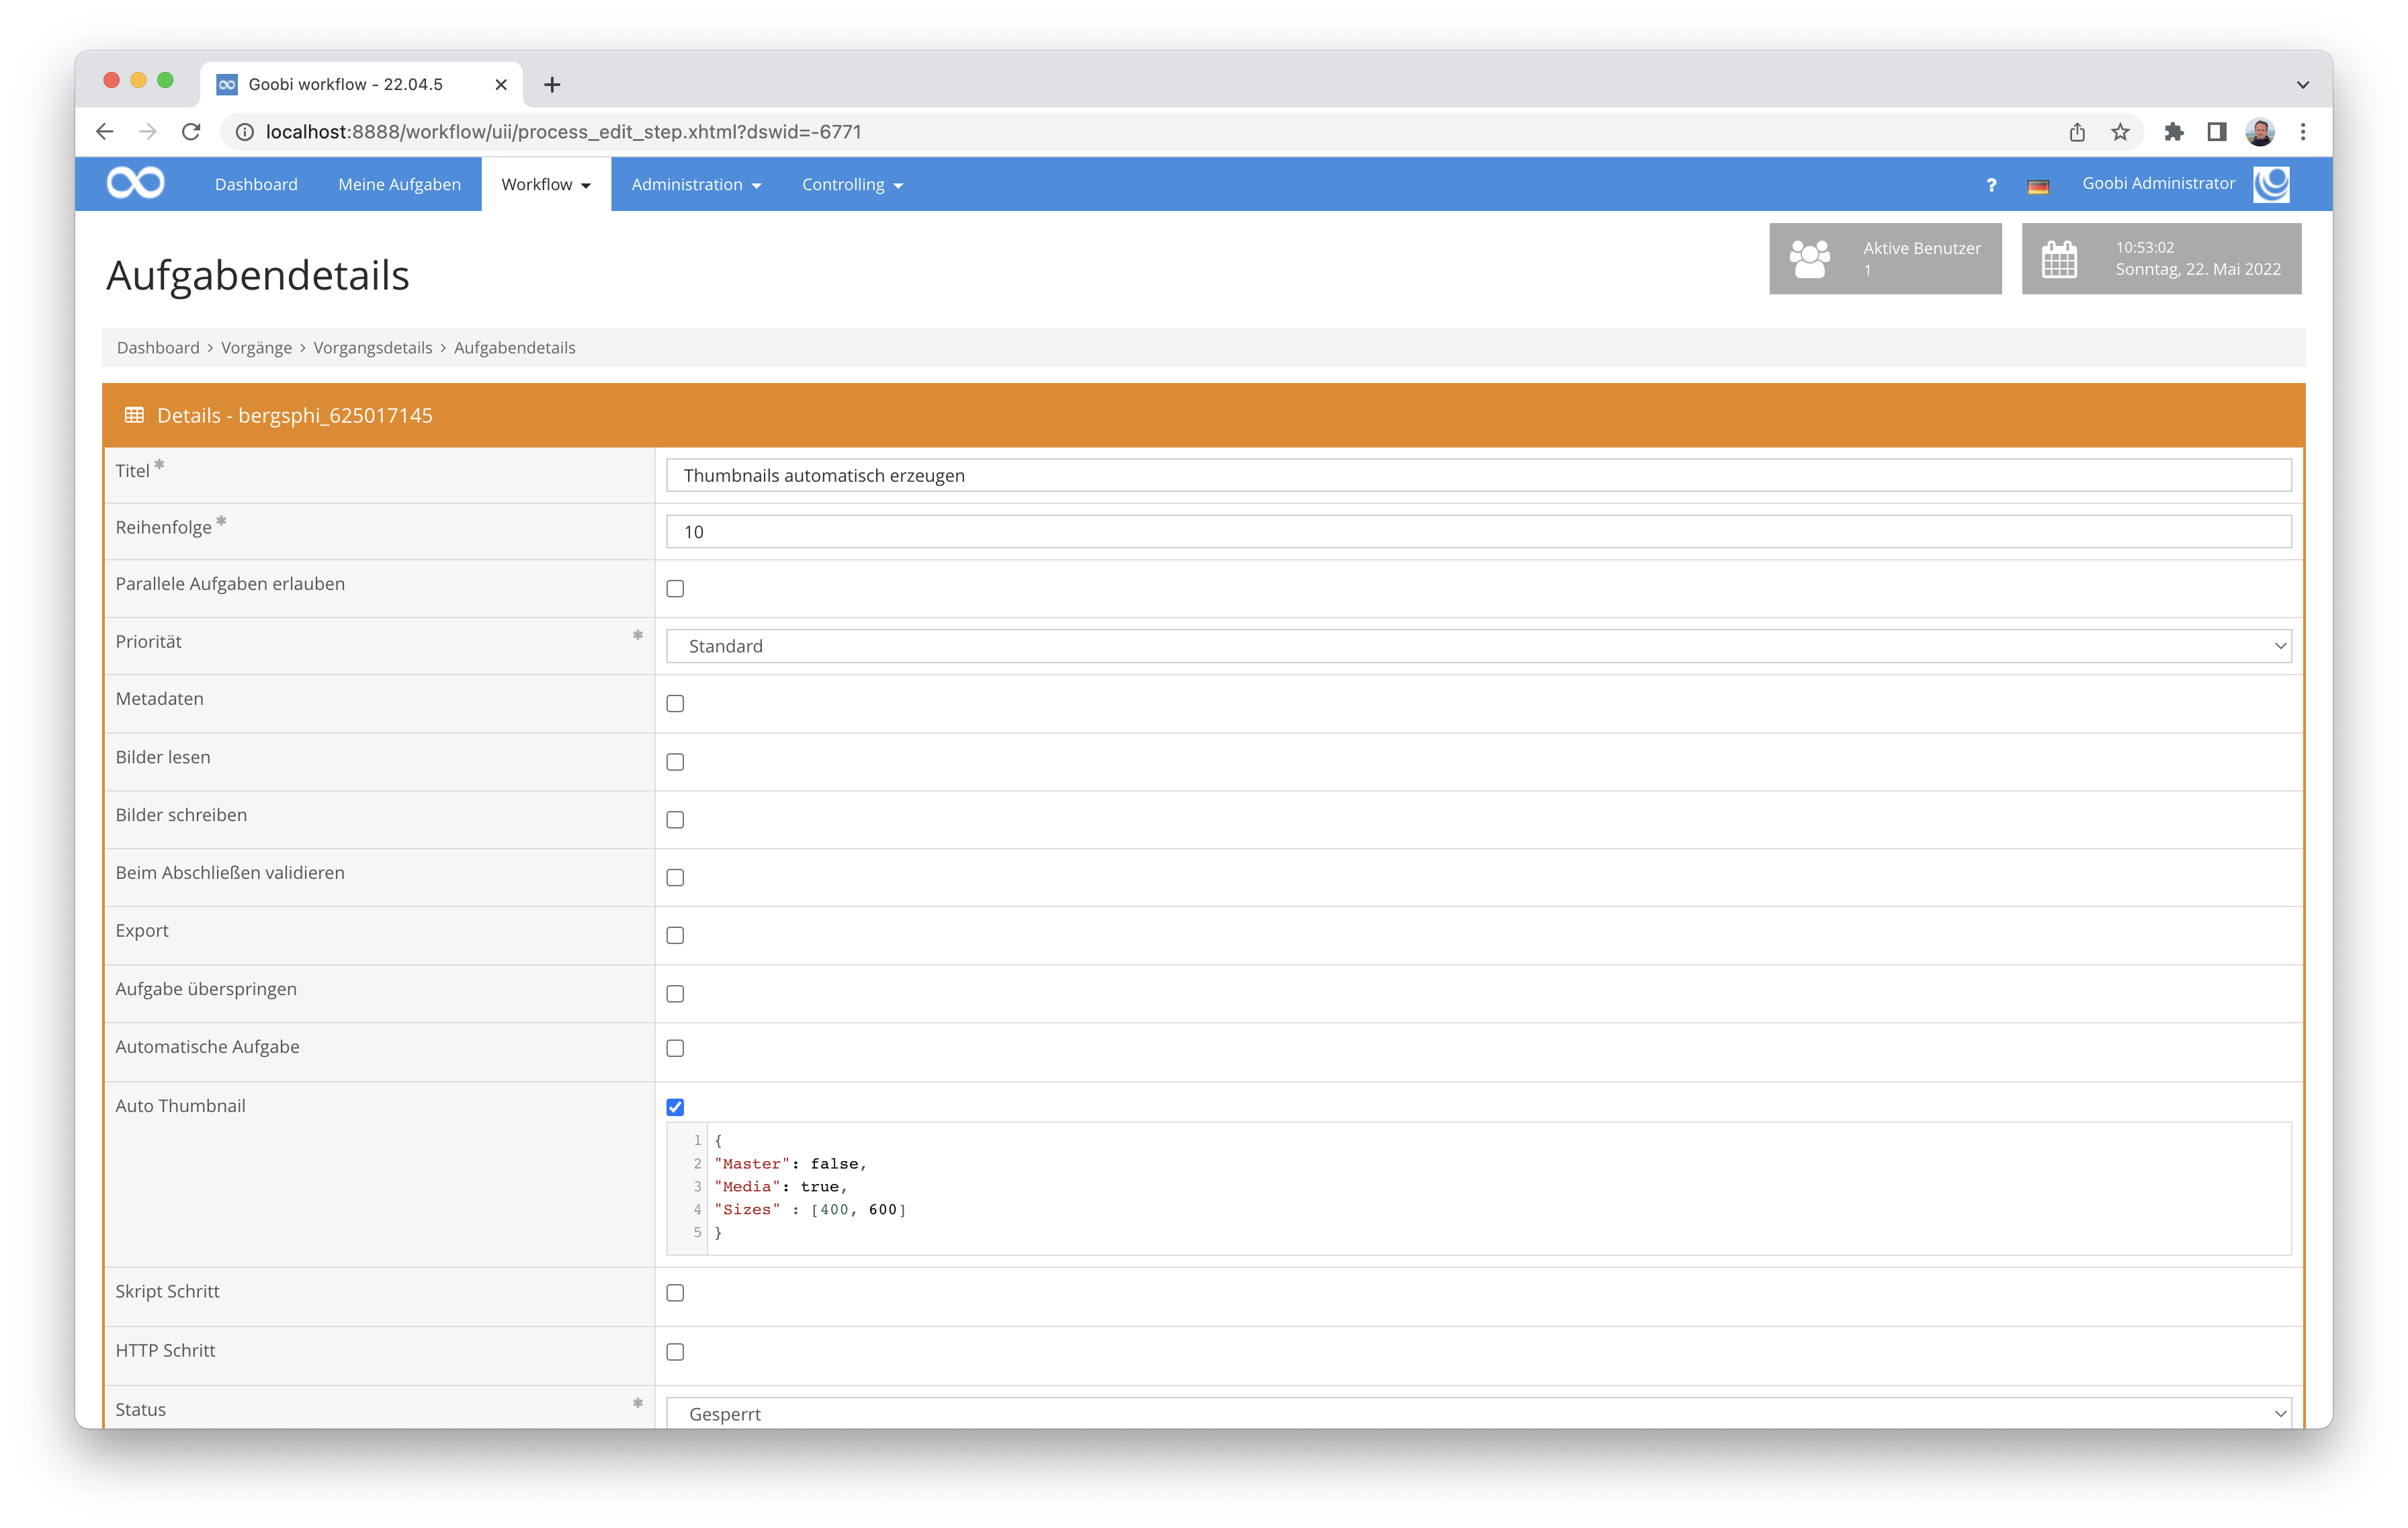 Goobi workflow - 22.04.5
localhost:8888/workflow/uii/process_edit_step.xhtml?dswid=-6771
Dashboard Meine Aufgaben Workflow Administration Controlling ? Goobi Administrator
Aufgabendetails
Aktive Benutzer
1
10:53:02
Sonntag, 22. Mai 2022
Dashboard › Vorgänge › Vorgangsdetails › Aufgabendetails
Details - bergsphi_625017145
Titel * Thumbnails automatisch erzeugen
Reihenfolge * 10
Parallele Aufgaben erlauben
Priorität * Standard
Metadaten
Bilder lesen
Bilder schreiben
Beim Abschließen validieren
Export
Aufgabe überspringen
Automatische Aufgabe
Auto Thumbnail
1 {
2 "Master": false,
3 "Media": true,
4 "Sizes" : [400, 600]
5 }
Skript Schritt
HTTP Schritt
Status * Gesperrt